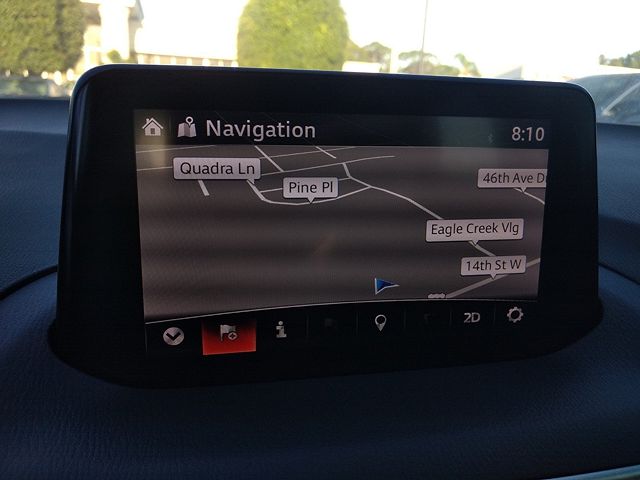 Navigation
8:10
Quadra Ln
Pine Pl
46th Ave D
Eagle Creek Vlg
14th St W
2D